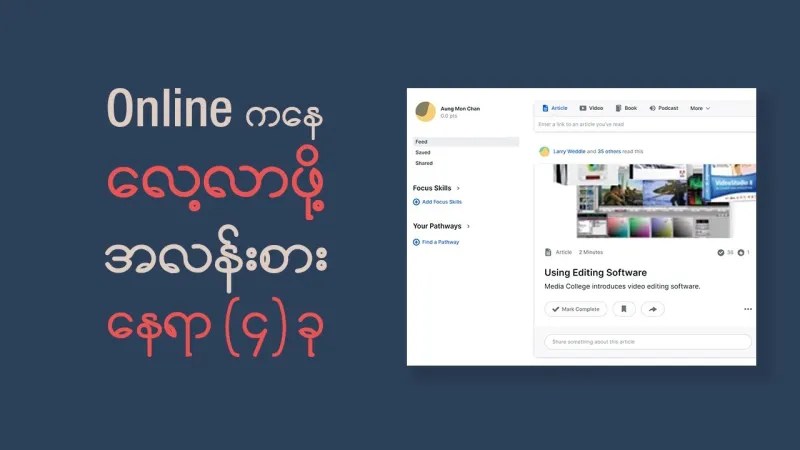 Online ကနေ
လေ့လာဖို့
အလန်းစား
နေရာ (၄) ခု
Aung Mon Chan
0.0 pts
Feed
Saved
Shared
Focus Skills
Add Focus Skills
Your Pathways
Find a Pathway
Article Video Book Podcast More
Enter a link to an article you've read
Larry Weddle and 35 others read this
Article 2 Minutes
Using Editing Software
Media College introduces video editing software.
Mark Complete
Share something about this article